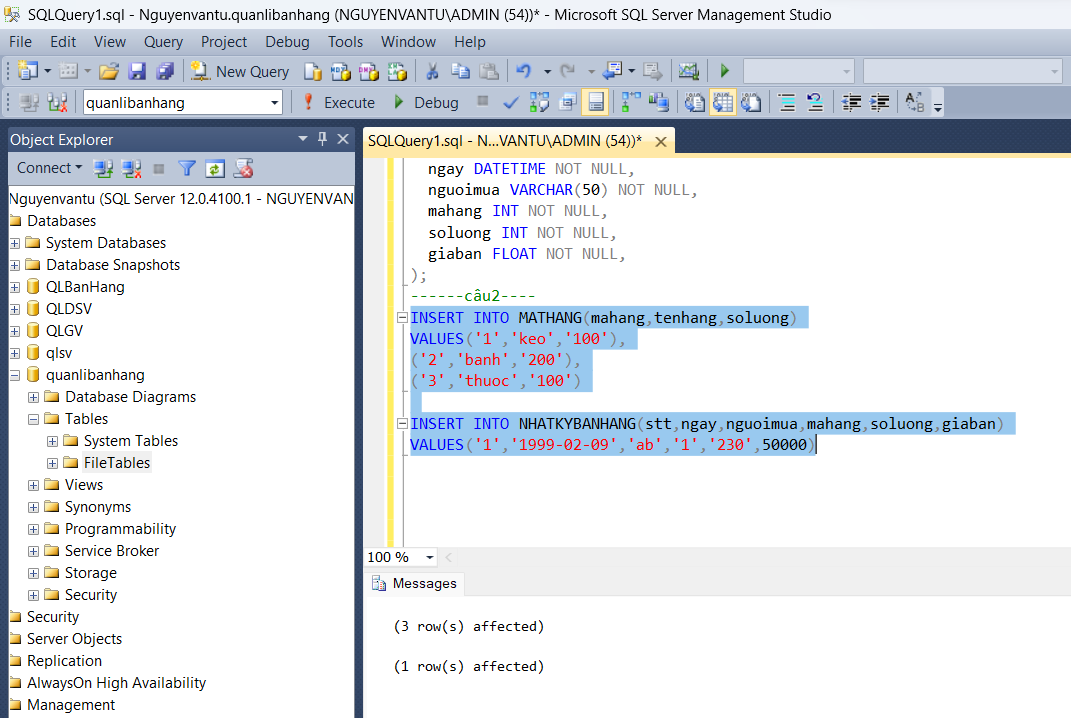 SQLQuery1.sql - Nguyenvantu.quanlibanhang (NGUYENVANTU\ADMIN (54))* - Microsoft SQL Server Management Studio
File Edit View Query Project Debug Tools Window Help
New Query
quanlibanhang Execute Debug
Object Explorer
Connect
Nguyenvantu (SQL Server 12.0.4100.1 - NGUYENVAN
Databases
System Databases
Database Snapshots
QLBanHang
QLDSV
QLGV
qlsv
quanlibanhang
Database Diagrams
Tables
System Tables
FileTables
Views
Synonyms
Programmability
Service Broker
Storage
Security
Security
Server Objects
Replication
AlwaysOn High Availability
Management
SQLQuery1.sql - N...VANTU\ADMIN (54))*
ngay DATETIME NOT NULL,
nguoimua VARCHAR(50) NOT NULL,
mahang INT NOT NULL,
soluong INT NOT NULL,
giaban FLOAT NOT NULL,
);
------câu2----
INSERT INTO MATHANG(mahang,tenhang,soluong)
VALUES('1','keo','100'),
('2','banh','200'),
('3','thuoc','100')
INSERT INTO NHATKYBANHANG(stt,ngay,nguoimua,mahang,soluong,giaban)
VALUES('1','1999-02-09','ab','1','230',50000)
100 %
Messages
(3 row(s) affected)
(1 row(s) affected)